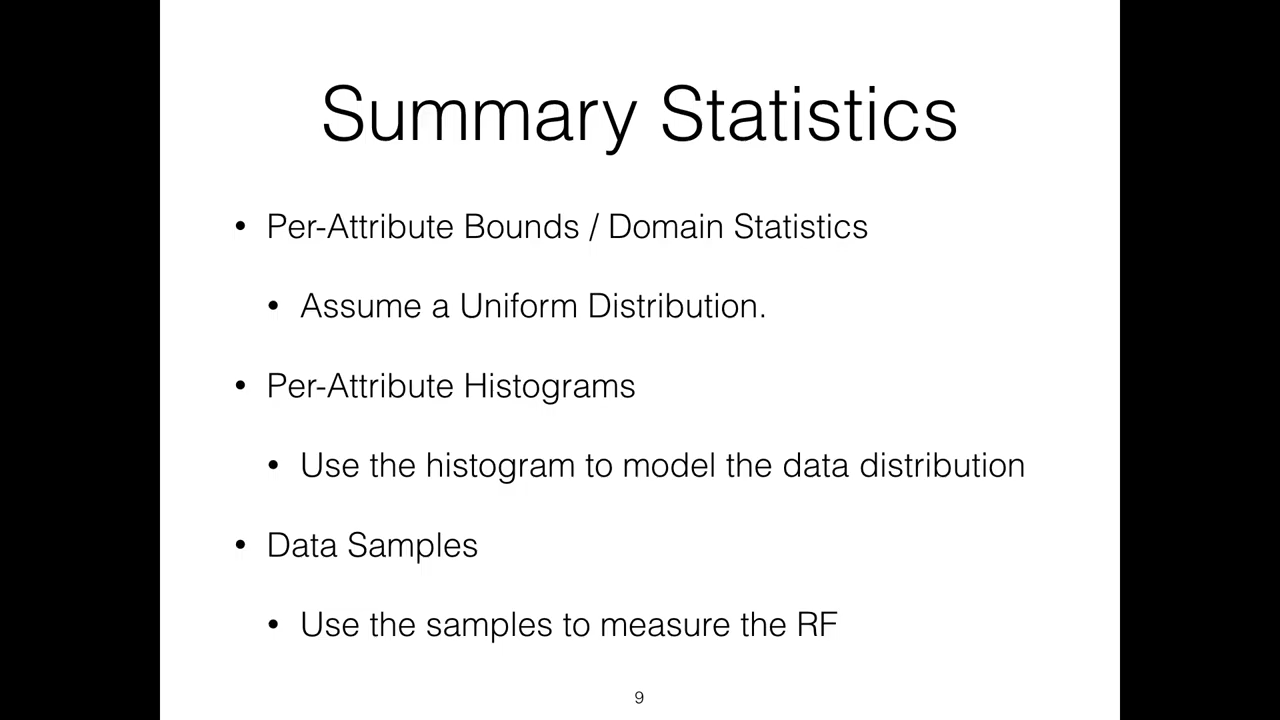 Summary Statistics
• Per-Attribute Bounds / Domain Statistics
• Assume a Uniform Distribution.
• Per-Attribute Histograms
• Use the histogram to model the data distribution
• Data Samples
• Use the samples to measure the RF
9